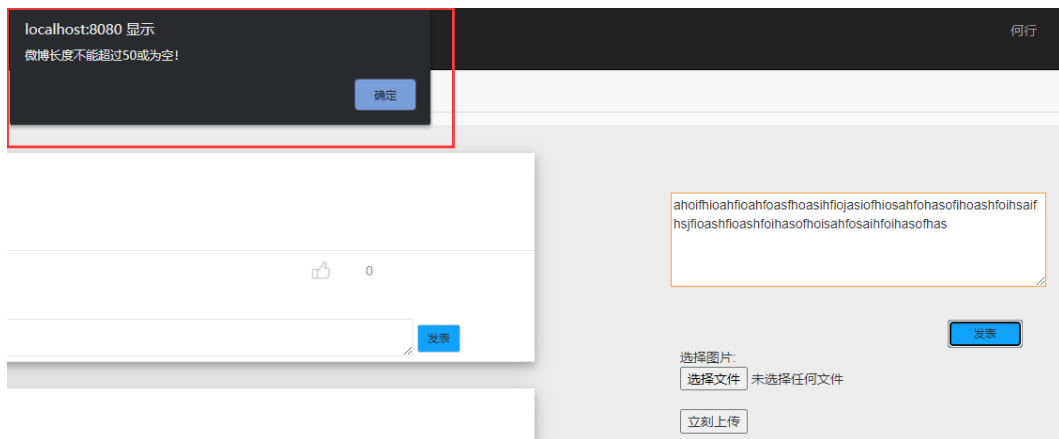 localhost:8080 显示
微博长度不能超过50或为空!
确定
何行
ahoifhioahfioahfoasfhoasihfiojasiofhiosahfohasofihoashfoihsaif
hsjfioashfioashfoihasofhoisahfosaihfoihasofhas
0
发表
发表
选择图片:
选择文件 未选择任何文件
立刻上传